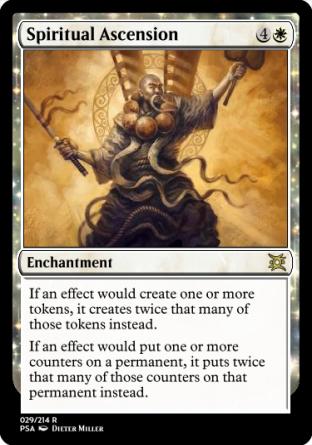 Spiritual Ascension 4
Enchantment
If an effect would create one or more
tokens, it creates twice that many of
those tokens instead.
If an effect would put one or more
counters on a permanent, it puts twice
that many of those counters on that
permanent instead.
029/214 R
PSA DIETER MILLER